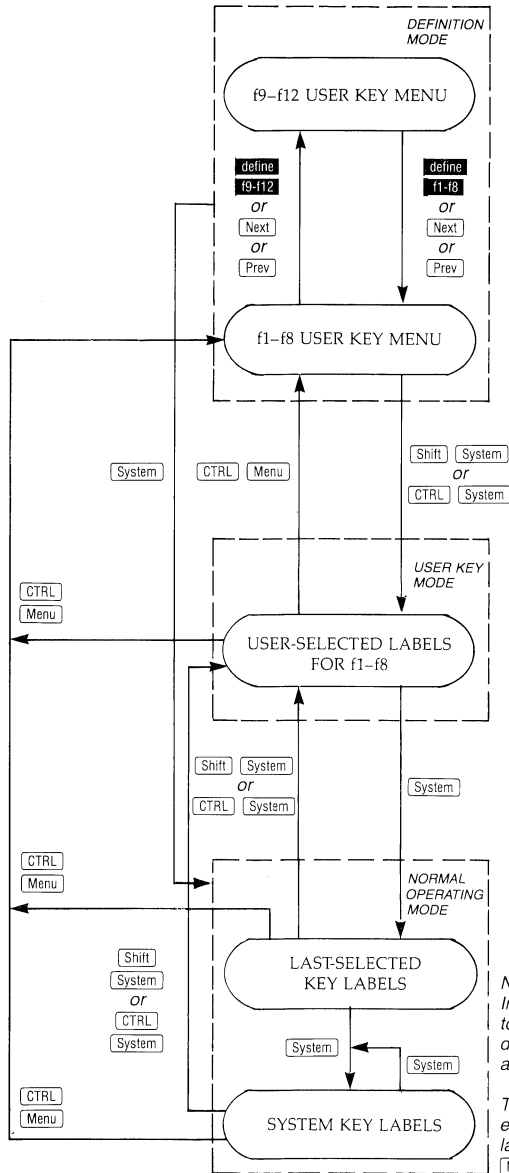 DEFINITION
MODE
f9–f12 USER KEY MENU
define
f9-f12
or
Next
or
Prev
define
f1-f8
or
Next
or
Prev
f1–f8 USER KEY MENU
System
CTRL Menu
Shift System
or
CTRL System
USER KEY
MODE
CTRL
Menu
USER-SELECTED LABELS
FOR f1–f8
Shift System
or
CTRL System
System
CTRL
Menu
NORMAL
OPERATING
MODE
LAST-SELECTED
KEY LABELS
Shift
System
or
CTRL
System
System
System
CTRL
Menu
SYSTEM KEY LABELS